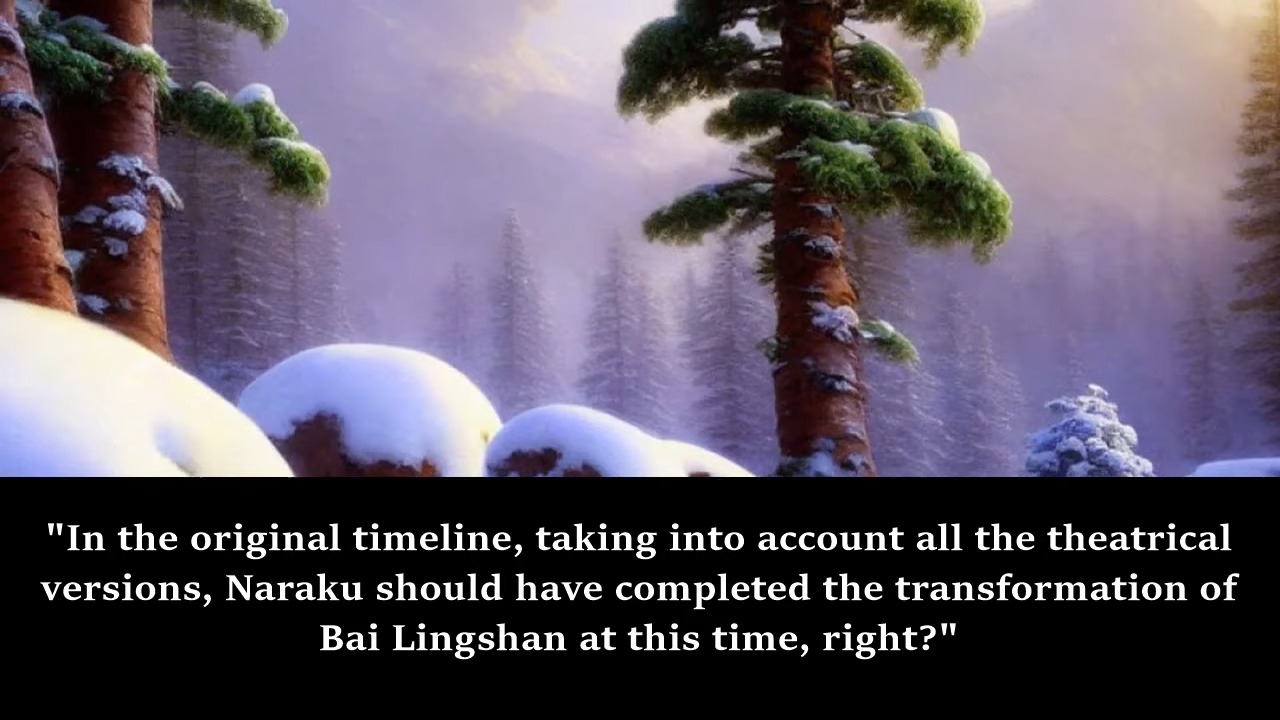 "In the original timeline, taking into account all the theatrical
versions, Naraku should have completed the transformation of
Bai Lingshan at this time, right?"